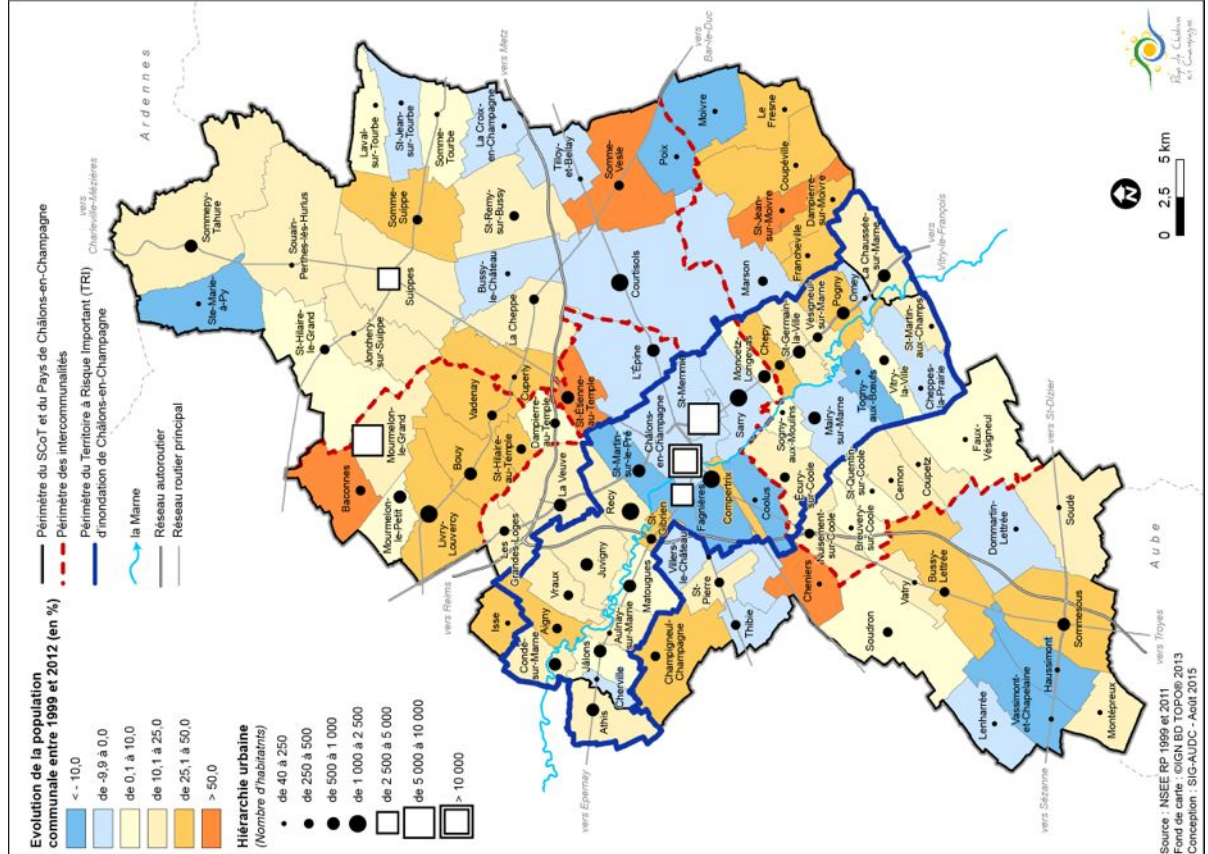 Evolution de la population
communale entre 1999 et 2012 (en %)
< -10,0
de -9,9 à 0,0
de 0,1 à 10,0
de 10,1 à 25,0
de 25,1 à 50,0
> 50,0
Hiérarchie urbaine
(Nombre d'habitatnts)
de 40 à 250
de 250 à 500
de 500 à 1 000
de 1 000 à 2 500
de 2 500 à 5 000
de 5 000 à 10 000
> 10 000
Périmètre du SCoT et du Pays de Châlons-en-Champagne
Périmètre des intercommunalités
Périmètre du Territoire à Risque Important (TRI)
d'inondation de Châlons-en-Champagne
la Marne
Réseau autoroutier
Réseau routier principal
vers
Charleville-Mézières
Ardennes
Sommepy-
Tahure
Ste-Marie-
à-Py
Souain-
Perthes-lès-Hurlus
Laval-
sur-Tourbe
St-Jean-
sur-Tourbe
Somme-
Tourbe
La Croix-
en-Champagne
vers Metz
Somme-
Suippe
Suippes
St-Hilaire-
le-Grand
Jonchery-
sur-Suippe
St-Remy-
sur-Bussy
Bussy-
le-Château
La Cheppe
Tilloy-
et-Bellay
Somme-
Vesle
vers
Bar-le-Duc
Poix
Moivre
Le
Fresne
Coupéville
St-Jean-
sur-Moivre
Dampierre-
sur-Moivre
Francheville
Marson
Courtisols
L'Épine
Cuperly
Vadenay
Bouy
St-Hilaire-
au-Temple
Dampierre-
au-Temple
St-Étienne-
au-Temple
Mourmelon-
le-Grand
Baconnes
Mourmelon-
le-Petit
Livry-
Louvercy
La Veuve
Les
Grandes-Loges
vers Reims
St-Martin-
sur-le-Pré
Châlons-
en-Champagne
St-Memmie
Recy
St-
Gibrien
Fagnières
Compertrix
Coolus
Sarry
Moncetz-
Longevas
Chepy
St-Germain-
la-Ville
Vésigneul-
sur-Marne
Pogny
Omey
La Chaussée-
sur-Marne
vers
Vitry-le-François
St-Martin-
aux-Champs
Vitry-
la-Ville
Cheppes-
la-Prairie
Togny-
aux-Bœufs
Mairy-
sur-Marne
Sogny-
aux-Moulins
Écury-
sur-Coole
Nuisement-
sur-Coole
St-Quentin-
sur-Coole
Breuvery-
sur-Coole
Cernon
Coupetz
Faux-
Vésigneul
vers St-Dizier
Juvigny
Vraux
Aigny
Isse
Condé-
sur-Marne
Matougues
Aulnay-
sur-Marne
Jâlons
Cherville
Athis
vers Epernay
Villers-
le-Château
St-
Pierre
Thibie
Champigneul-
Champagne
Cheniers
Soudron
Vatry
Bussy-
Lettrée
Dommartin-
Lettrée
Soudé
Sommesous
Haussimont
Vassimont-
et-Chapelaine
Lenharrée
Montépreux
vers Sézanne
vers Troyes
Aube
N
0 2,5 5 km
Pays de Châlons
en Champagne
Source : NSEE RP 1999 et 2011
Fond de carte : ©IGN BD TOPO® 2013
Conception : SIG-AUDC - Août 2015